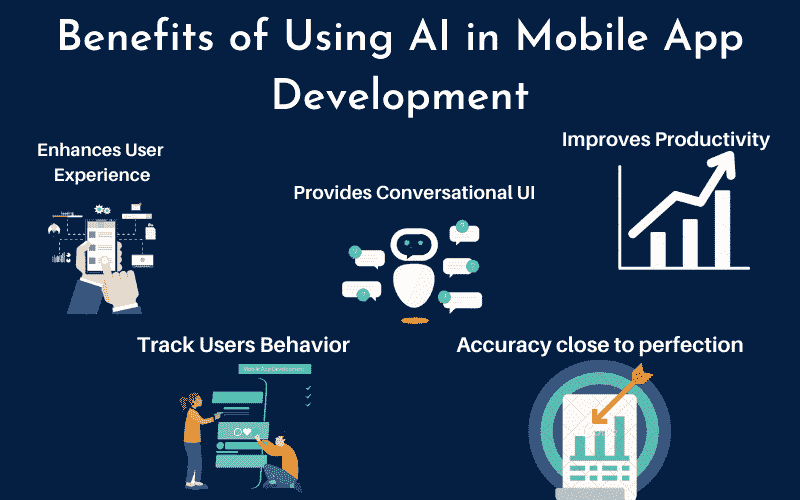 Benefits of Using AI in Mobile App
Development
Enhances User
Experience
Improves Productivity
Provides Conversational UI
Track Users Behavior
Mobile App Development
Accuracy close to perfection